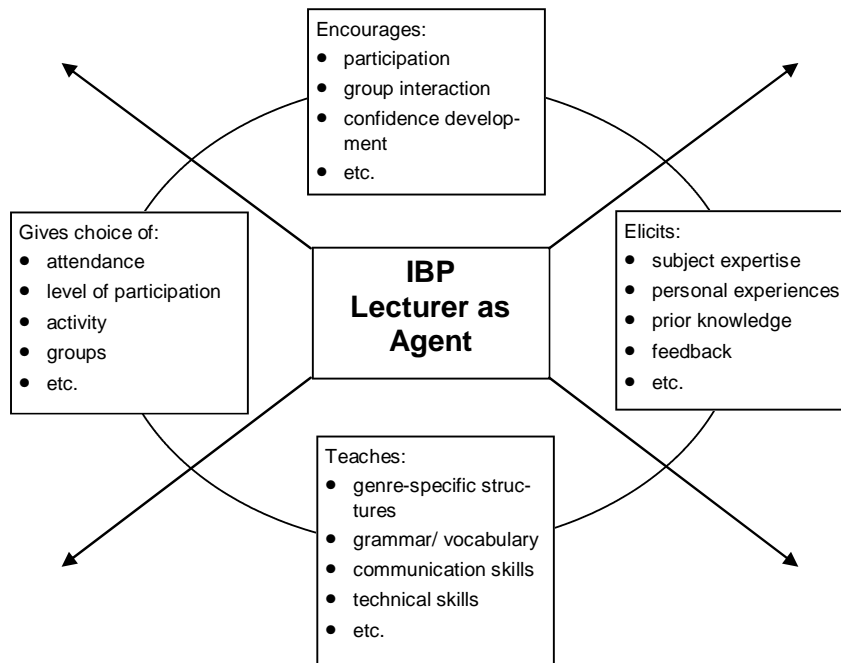 Encourages:
● participation
● group interaction
● confidence develop-
ment
● etc.
Gives choice of:
● attendance
● level of participation
● activity
● groups
● etc.
IBP
Lecturer as
Agent
Elicits:
● subject expertise
● personal experiences
● prior knowledge
● feedback
● etc.
Teaches:
● genre-specific struc-
tures
● grammar/ vocabulary
● communication skills
● technical skills
● etc.